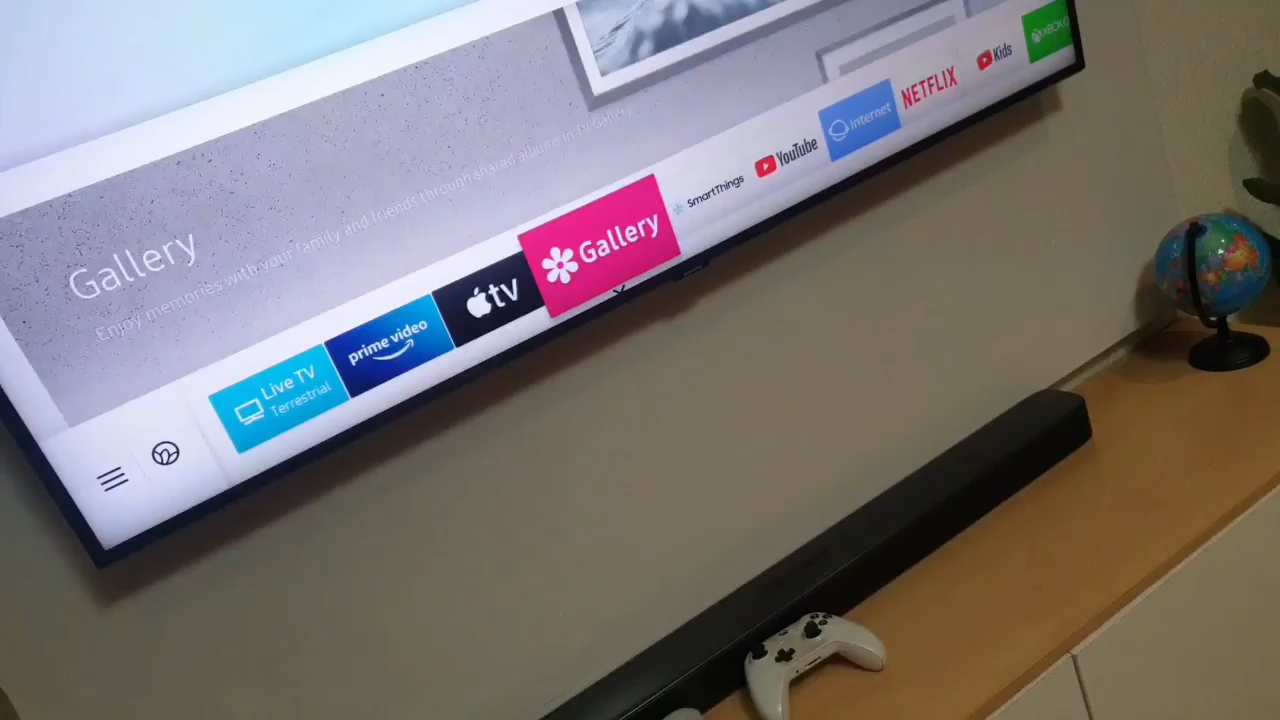 Gallery
Enjoy memories with your family and friends through shared albums in TV Gallery.
Live TV
Terrestrial
prime video
tv
Gallery
SmartThings
YouTube
Internet
NETFLIX
Kids
XBOX